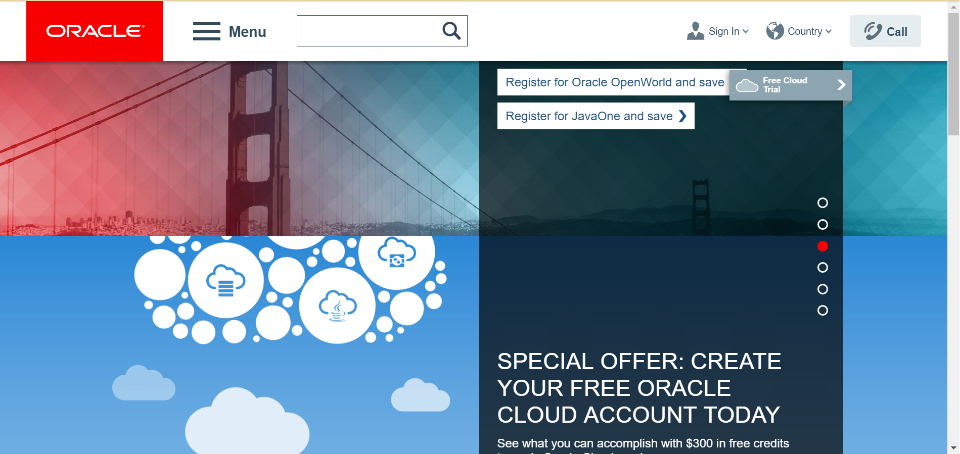 ORACLE
Menu
Sign In
Country
Call
Register for Oracle OpenWorld and save
Free Cloud
Trial
Register for JavaOne and save
SPECIAL OFFER: CREATE
YOUR FREE ORACLE
CLOUD ACCOUNT TODAY
See what you can accomplish with $300 in free credits